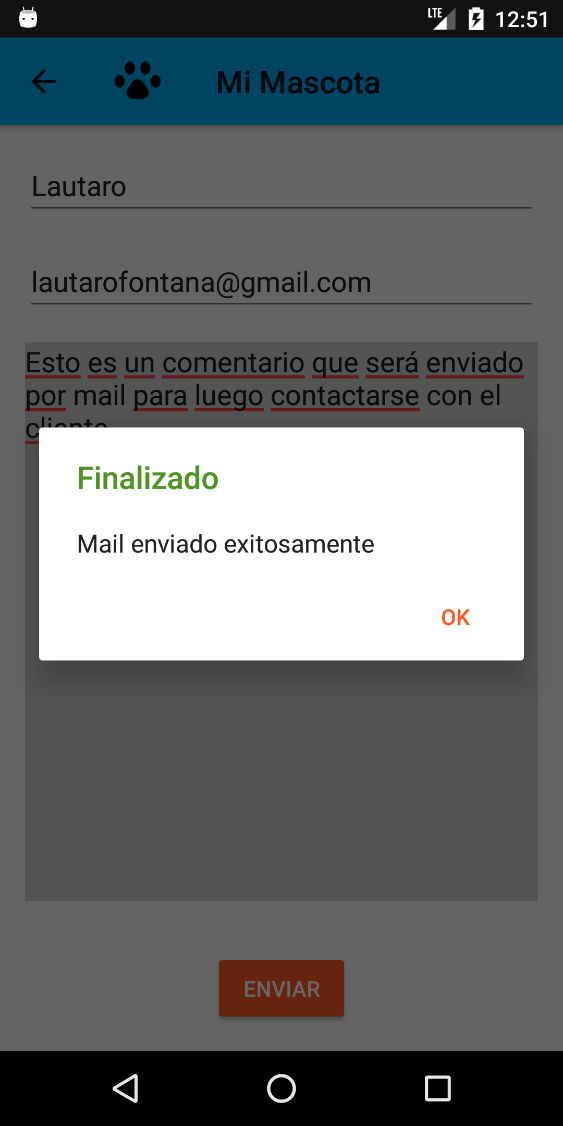 LTE 12:51
Mi Mascota
Lautaro
lautarofontana@gmail.com
Esto es un comentario que será enviado
por mail para luego contactarse con el
Finalizado
Mail enviado exitosamente
OK
ENVIAR